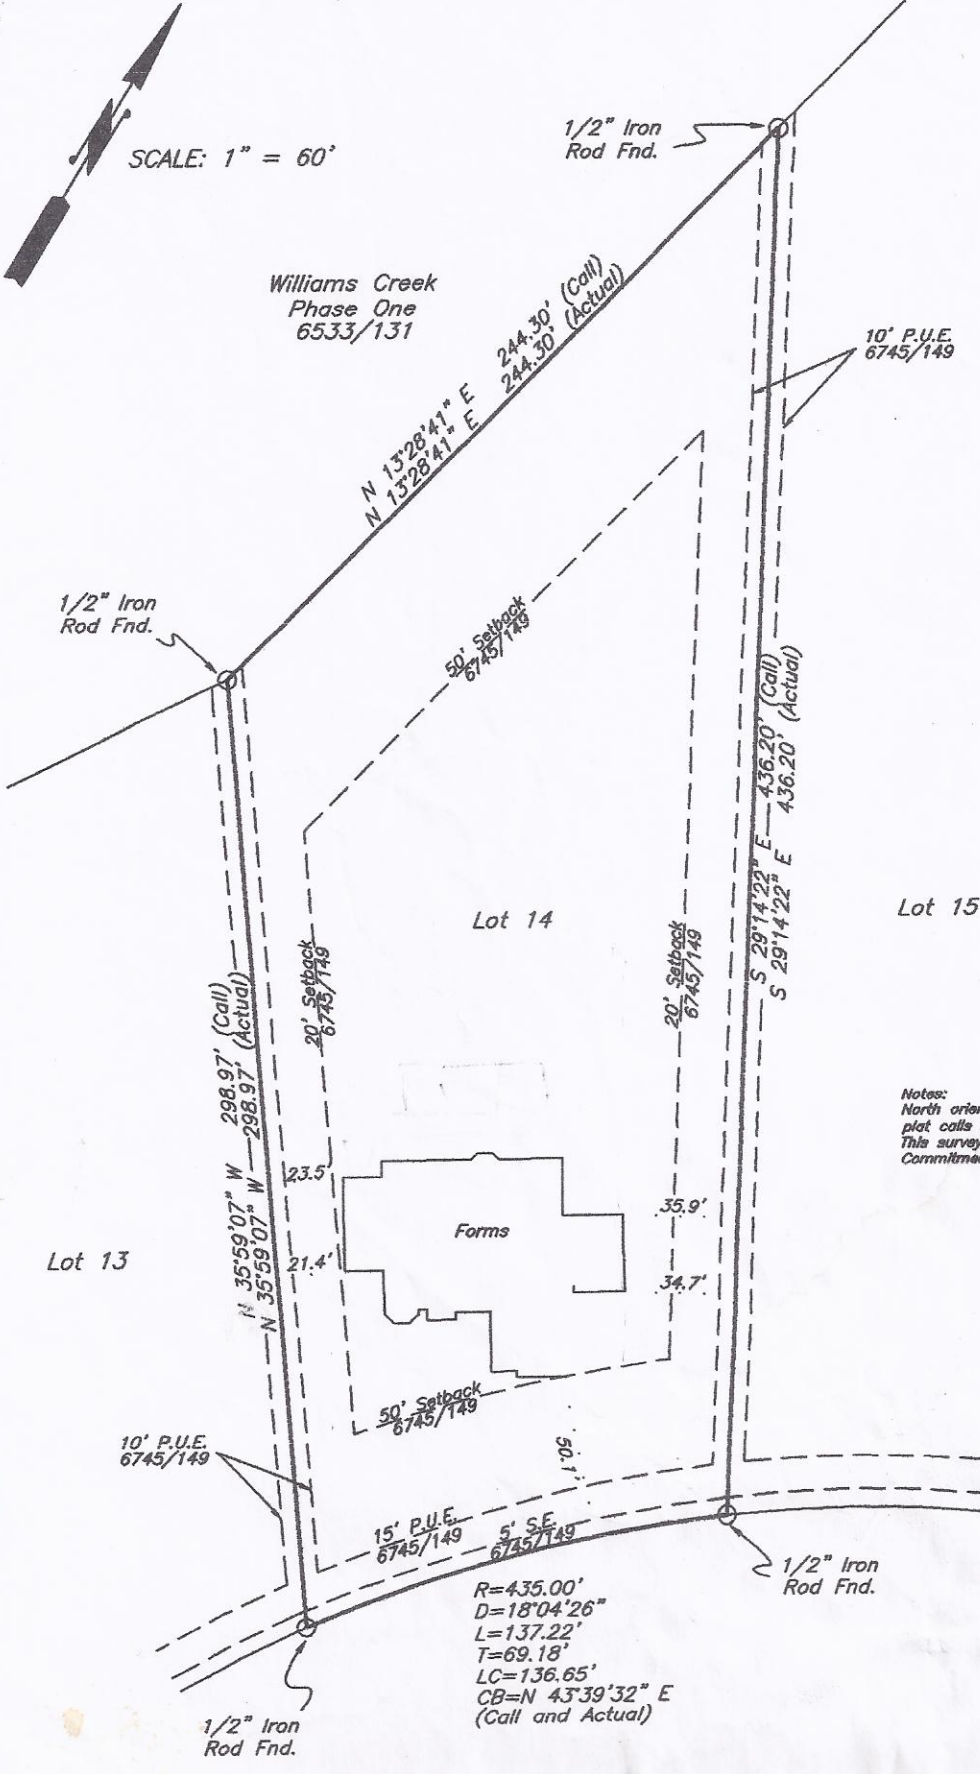 SCALE: 1" = 60'
1/2" Iron
Rod Fnd.
Williams Creek
Phase One
6533/131
N 13°28'41" E 244.30' (Call)
N 13°28'41" E 244.30' (Actual)
10' P.U.E.
6745/149
1/2" Iron
Rod Fnd.
50' Setback
6745/149
S 29°14'22" E 436.20' (Call)
S 29°14'22" E 436.20' (Actual)
Lot 14
Lot 15
20' Setback
6745/149
20' Setback
6745/149
N 35°59'07" W 298.97' (Call)
N 35°59'07" W 298.97' (Actual)
Notes:
North orien
plat calls
This survey
Commitmen
23.5'
35.9'
Forms
Lot 13
21.4'
34.7'
50' Setback
6745/149
10' P.U.E.
6745/149
50.1'
15' P.U.E.
6745/149
5' S.E.
6745/149
1/2" Iron
Rod Fnd.
R=435.00'
D=18°04'26"
L=137.22'
T=69.18'
LC=136.65'
CB=N 43°39'32" E
(Call and Actual)
1/2" Iron
Rod Fnd.